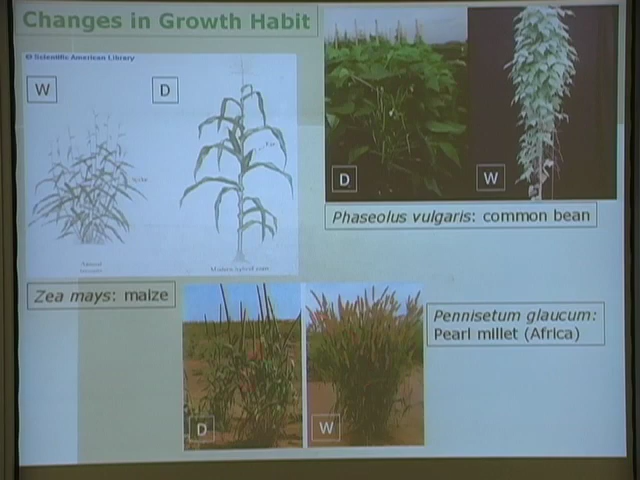 Changes in Growth Habit
© Scientific American Library
W
D
D
W
Phaseolus vulgaris: common bean
Zea mays: maize
Pennisetum glaucum:
Pearl millet (Africa)
D
W